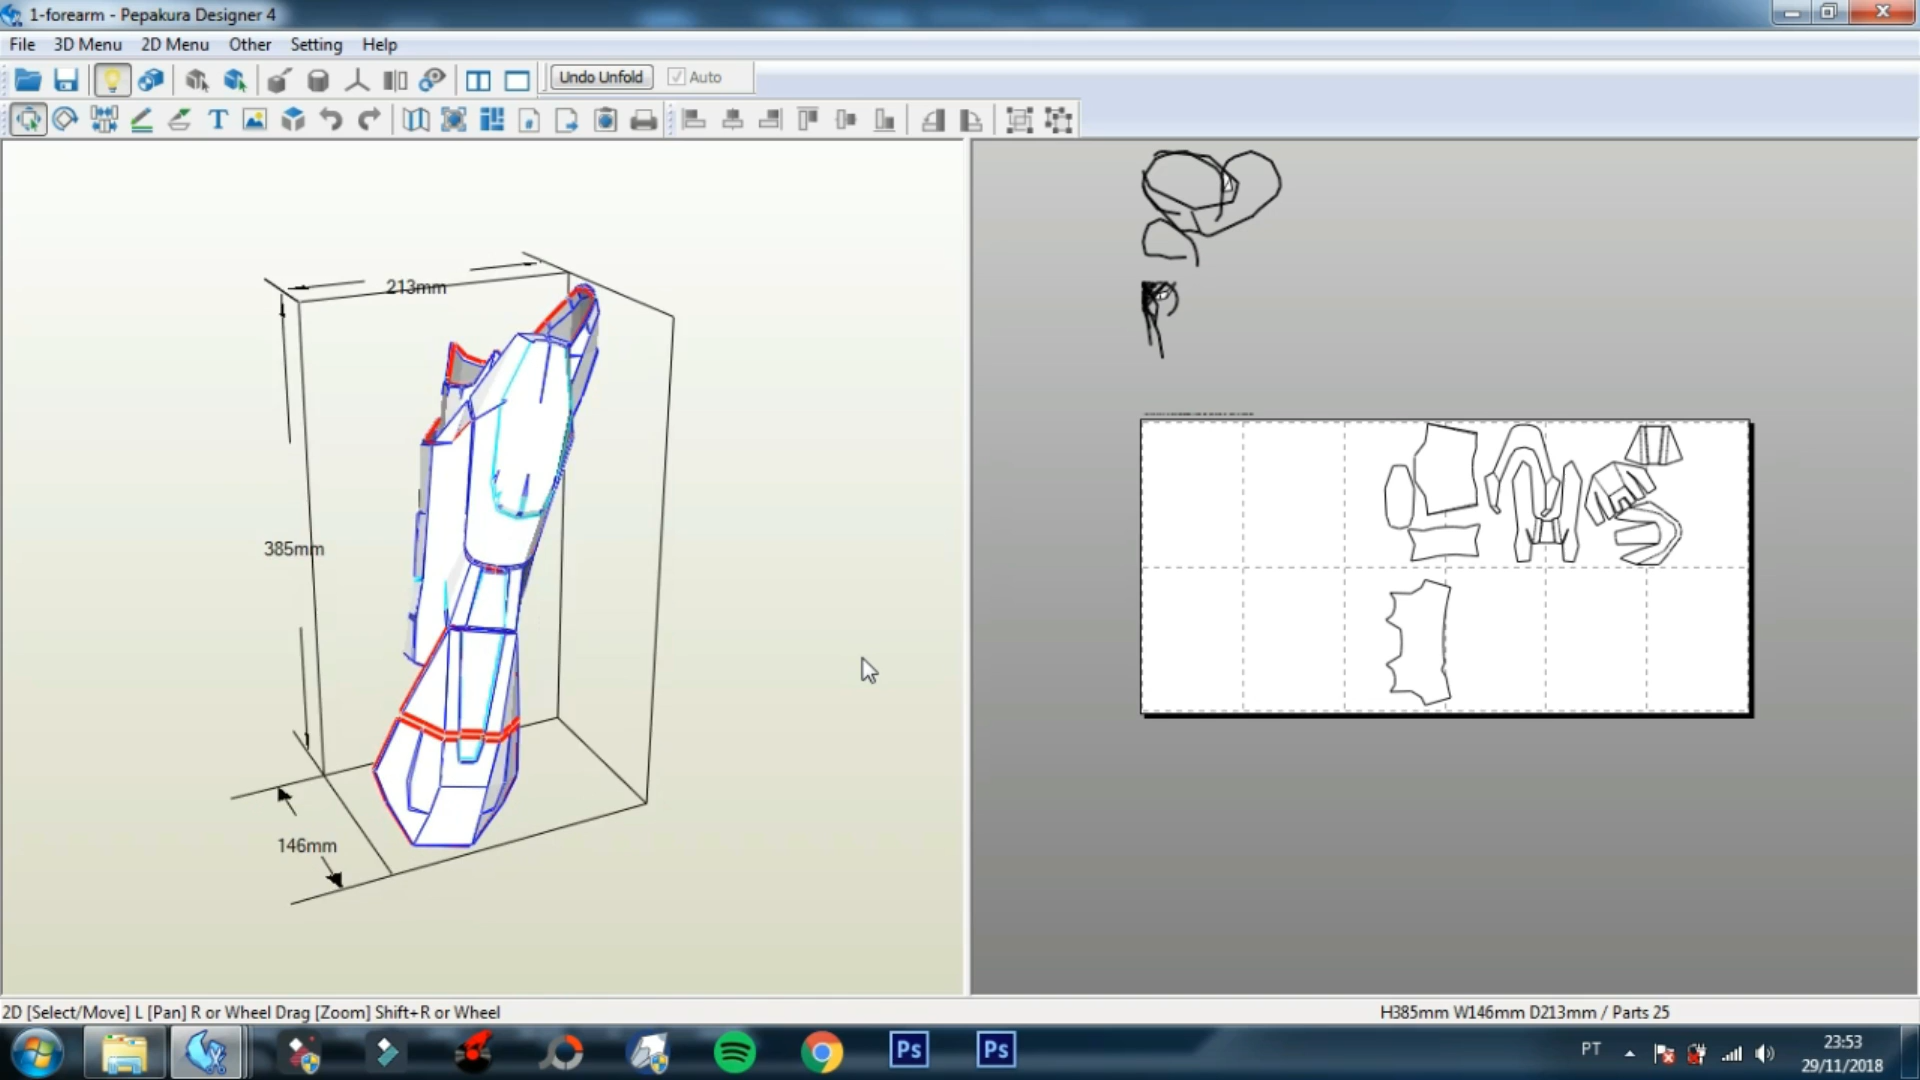 1-forearm - Pepakura Designer 4
File 3D Menu 2D Menu Other Setting Help
Undo Unfold Auto
213mm
385mm
146mm
2D [Select/Move] L [Pan] R or Wheel Drag [Zoom] Shift+R or Wheel
H385mm W146mm D213mm / Parts 25
Ps Ps
PT
23:53
29/11/2018